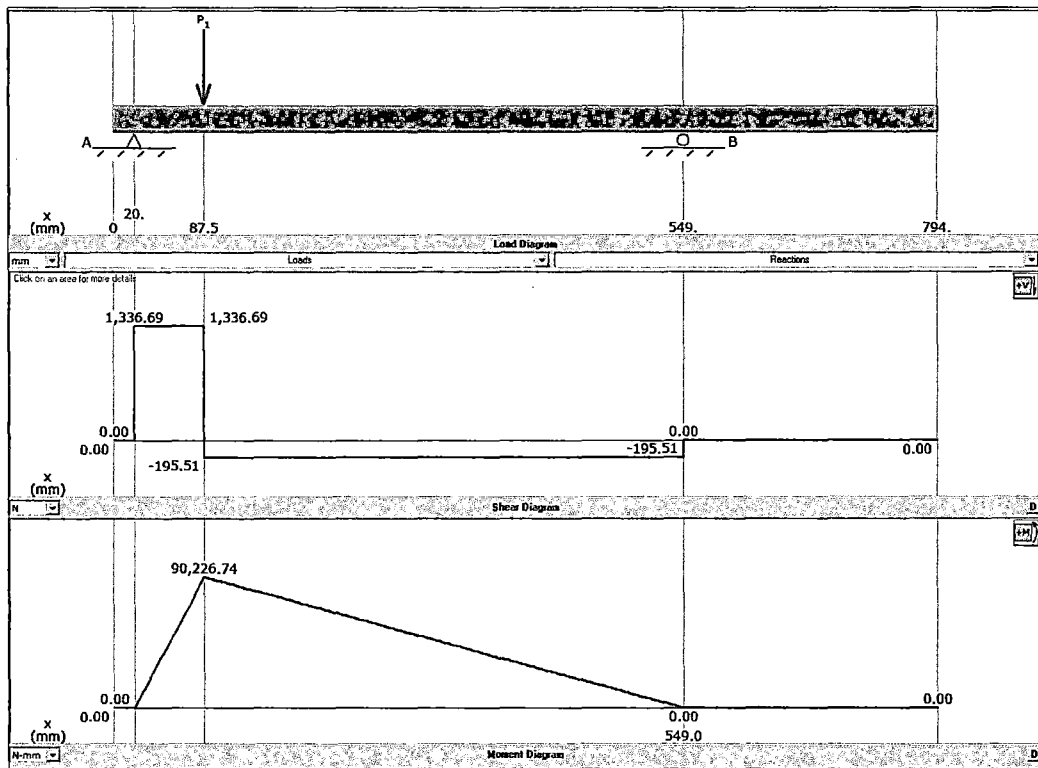 P1
A B
20.
x
(mm) 0 87.5 549. 794.
Load Diagram
mm Loads Reactions
Click on an area for more details
+V
1,336.69 1,336.69
0.00 0.00
0.00 -195.51 -195.51 0.00
x
(mm)
N Shear Diagram D
+M
90,226.74
0.00 0.00
0.00 0.00
x
(mm) 549.0
N-mm Moment Diagram D